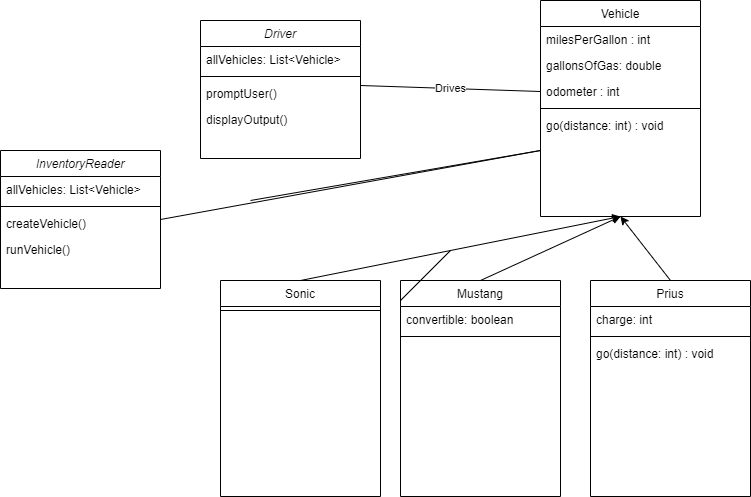 Driver
allVehicles: List<Vehicle>
promptUser()
displayOutput()
Drives
Vehicle
milesPerGallon : int
gallonsOfGas: double
odometer : int
go(distance: int) : void
InventoryReader
allVehicles: List<Vehicle>
createVehicle()
runVehicle()
Sonic
Mustang
convertible: boolean
Prius
charge: int
go(distance: int) : void